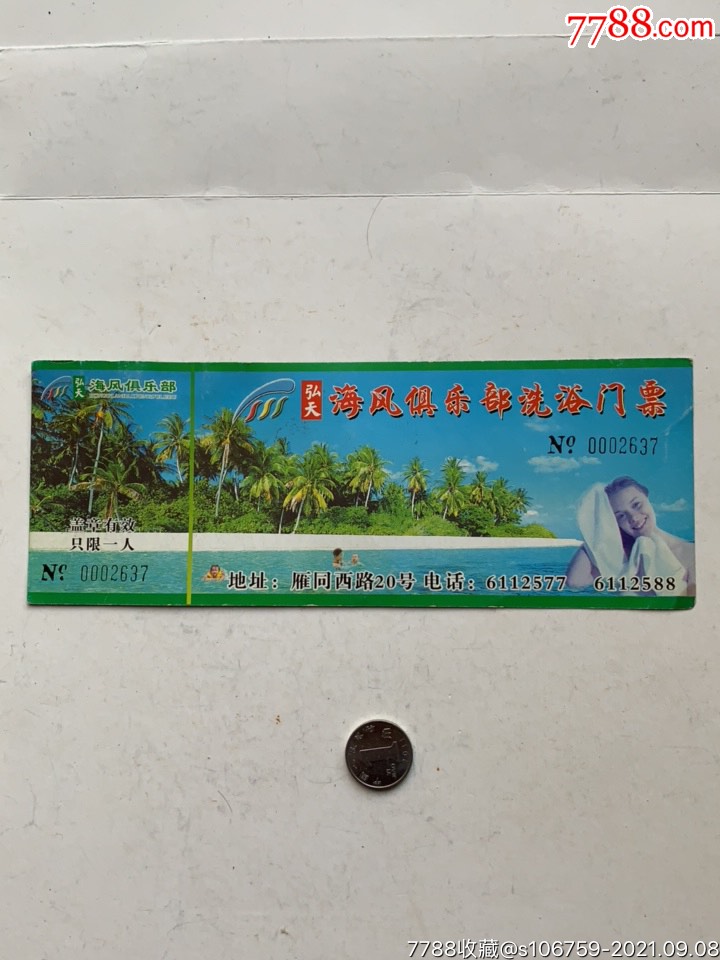 7788.com
弘天 海风俱乐部
盖章有效
只限一人
No. 0002637
弘天 海风俱乐部洗浴门票
No. 0002637
地址：雁同西路20号 电话：6112577 6112588
7788收藏@s106759-2021.09.08